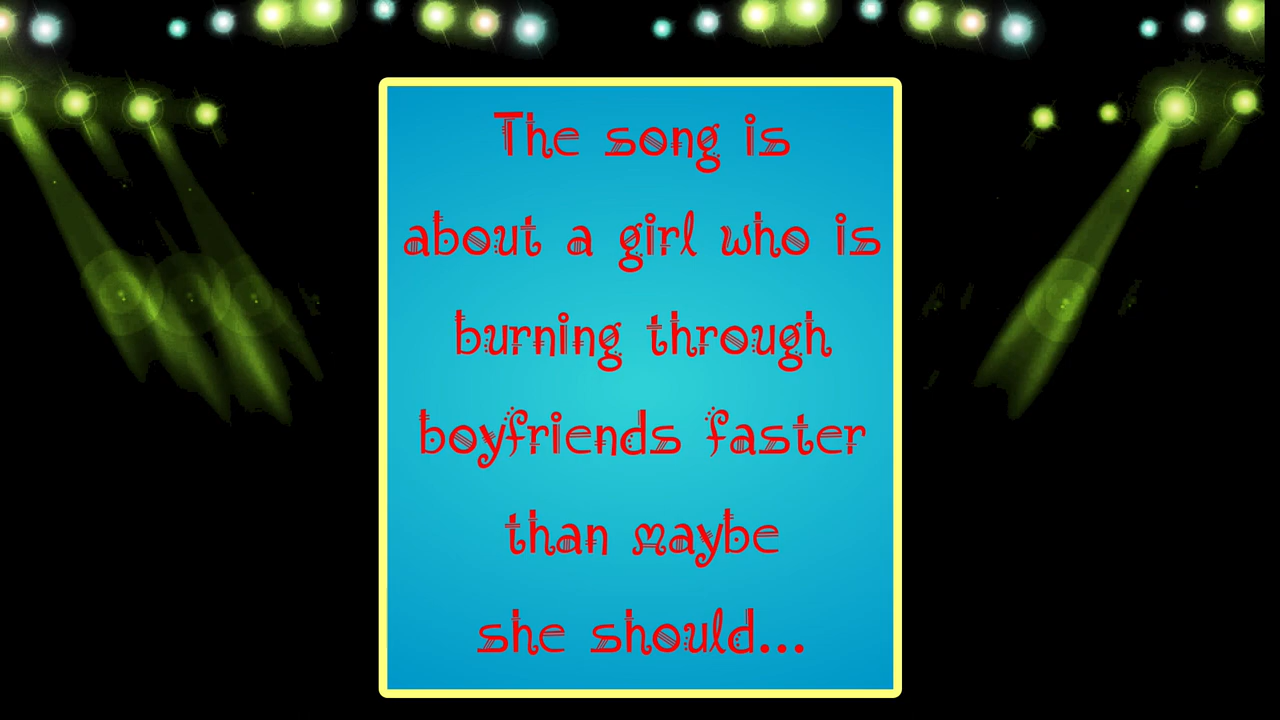 The song is
about a girl who is
burning through
boyfriends faster
than maybe
she should...